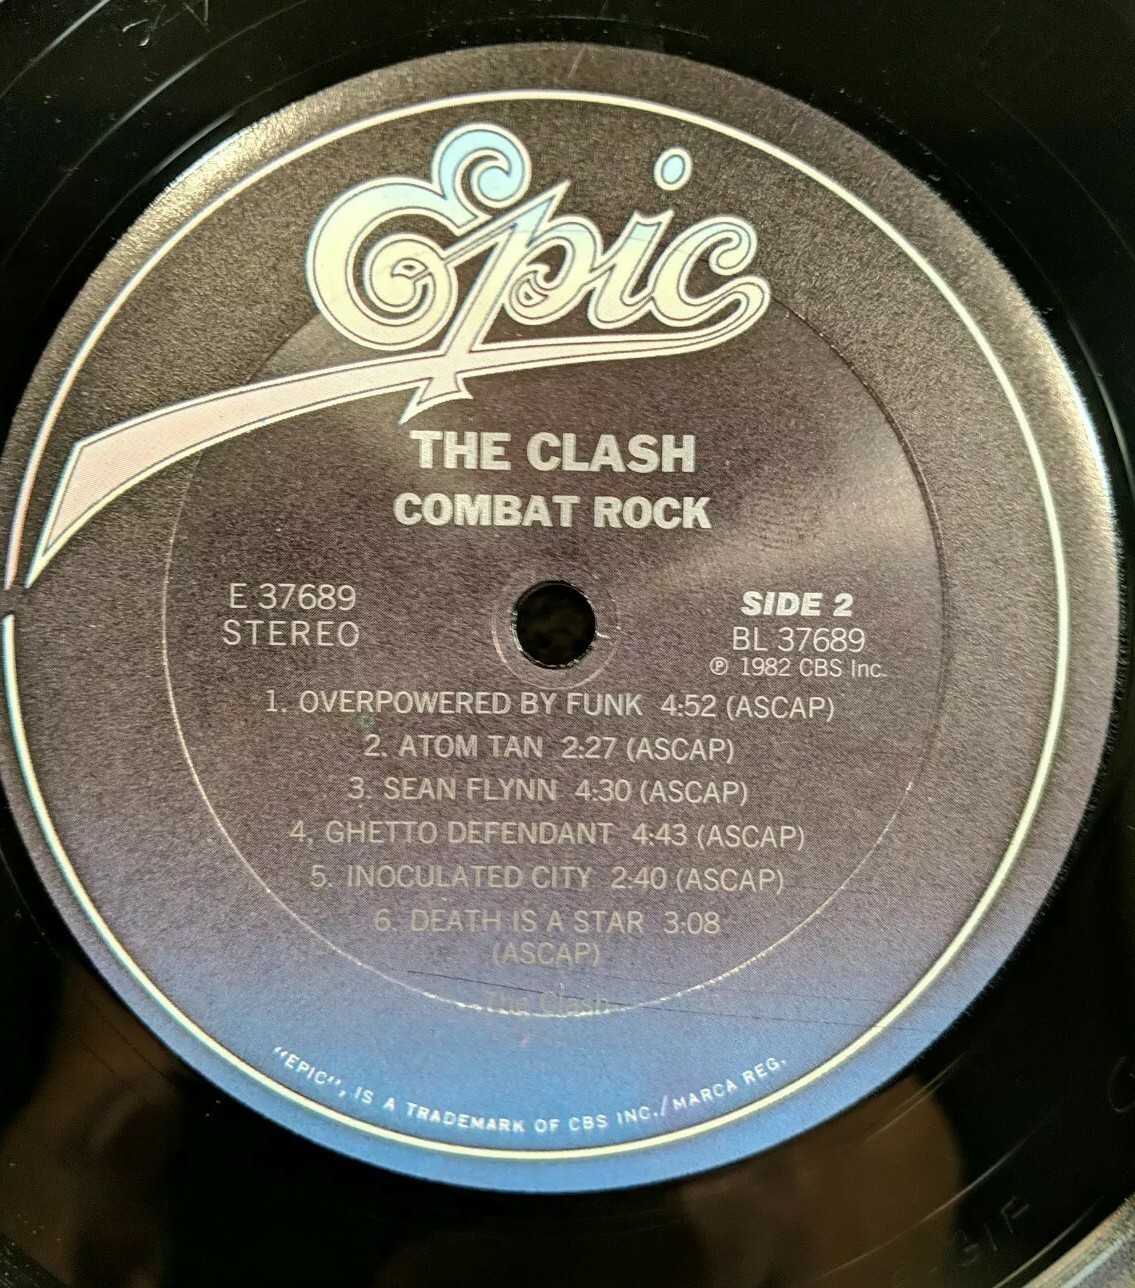 Epic
THE CLASH
COMBAT ROCK
E 37689
STEREO
SIDE 2
BL 37689
℗ 1982 CBS Inc.
1. OVERPOWERED BY FUNK 4:52 (ASCAP)
2. ATOM TAN 2:27 (ASCAP)
3. SEAN FLYNN 4:30 (ASCAP)
4, GHETTO DEFENDANT 4:43 (ASCAP)
5. INOCULATED CITY 2:40 (ASCAP)
6. DEATH IS A STAR 3:08
(ASCAP)
The Clash
"EPIC", IS A TRADEMARK OF CBS INC./MARCA REG.